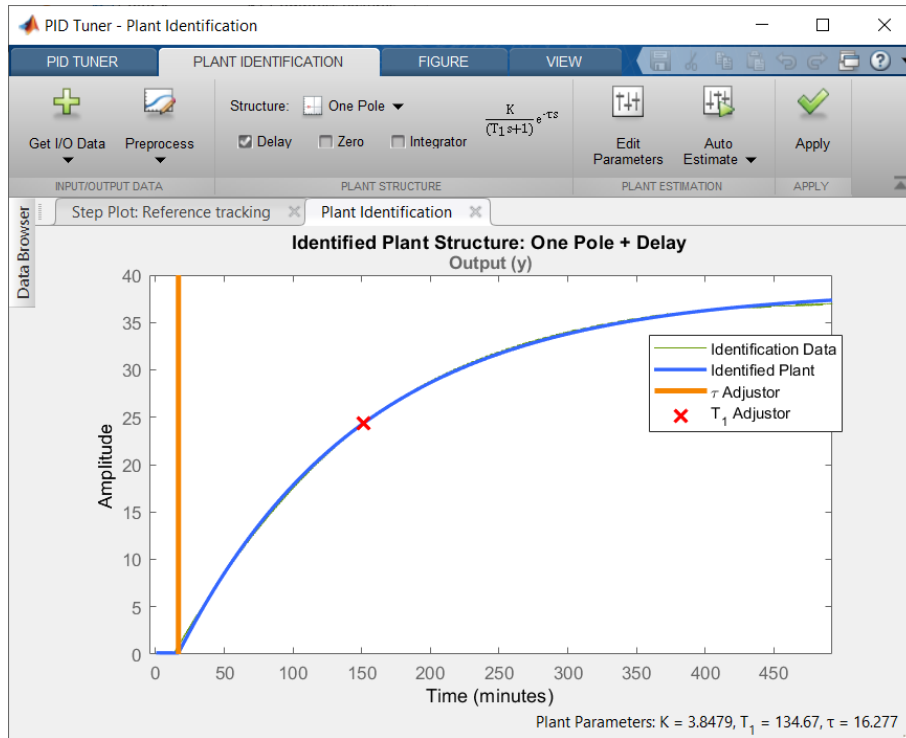 PID Tuner - Plant Identification
PID TUNER
PLANT IDENTIFICATION
FIGURE
VIEW
?
Get I/O Data
Preprocess
INPUT/OUTPUT DATA
Structure: One Pole
Delay Zero Integrator
K
(T1s+1) e-τs
PLANT STRUCTURE
Edit Parameters
Auto Estimate
PLANT ESTIMATION
Apply
APPLY
Data Browser
Step Plot: Reference tracking
Plant Identification
Identified Plant Structure: One Pole + Delay
Output (y)
Amplitude
40
35
30
25
20
15
10
5
0
0 50 100 150 200 250 300 350 400 450
Time (minutes)
Identification Data
Identified Plant
τ Adjustor
T1 Adjustor
Plant Parameters: K = 3.8479, T1 = 134.67, τ = 16.277